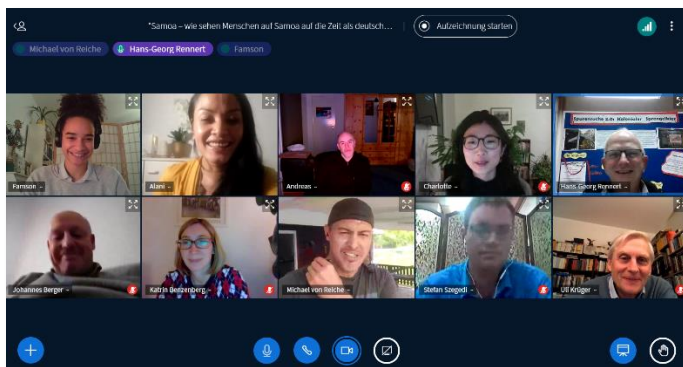 "Samoa – wie sehen Menschen auf Samoa auf die Zeit als deutsch...
Aufzeichnung starten
Michael von Reiche
Hans-Georg Rennert
Famson
Famson
Alani
Andreas
Charlotte
Hans-Georg Rennert
Johannes Berger
Katrin Benzenberg
Michael von Reiche
Stefan Szegedi
Uli Krüger